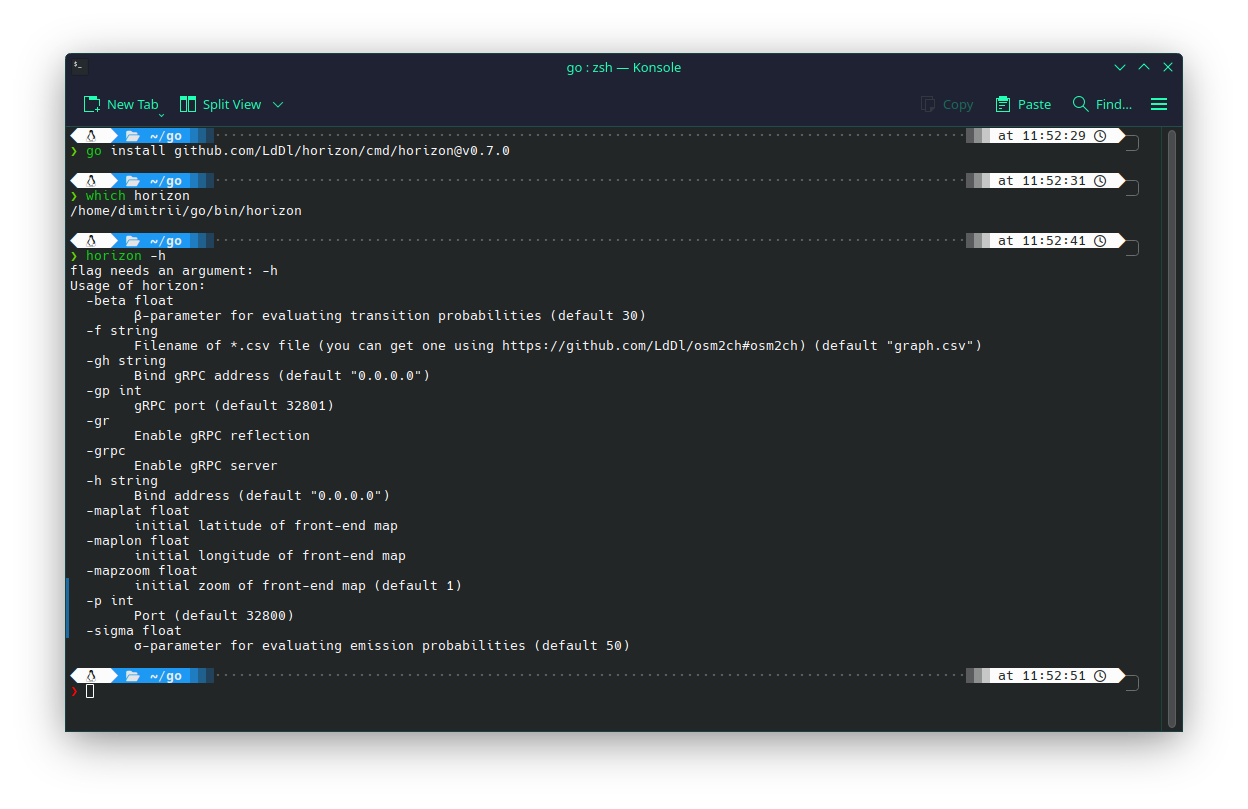 go : zsh — Konsole
New Tab Split View Copy Paste Find...
~/go at 11:52:29
❯ go install github.com/LdDl/horizon/cmd/horizon@v0.7.0
~/go at 11:52:31
❯ which horizon
/home/dimitrii/go/bin/horizon
~/go at 11:52:41
❯ horizon -h
flag needs an argument: -h
Usage of horizon:
-beta float
β-parameter for evaluating transition probabilities (default 30)
-f string
Filename of *.csv file (you can get one using https://github.com/LdDl/osm2ch#osm2ch) (default "graph.csv")
-gh string
Bind gRPC address (default "0.0.0.0")
-gp int
gRPC port (default 32801)
-gr
Enable gRPC reflection
-grpc
Enable gRPC server
-h string
Bind address (default "0.0.0.0")
-maplat float
initial latitude of front-end map
-maplon float
initial longitude of front-end map
-mapzoom float
initial zoom of front-end map (default 1)
-p int
Port (default 32800)
-sigma float
σ-parameter for evaluating emission probabilities (default 50)
~/go at 11:52:51
❯